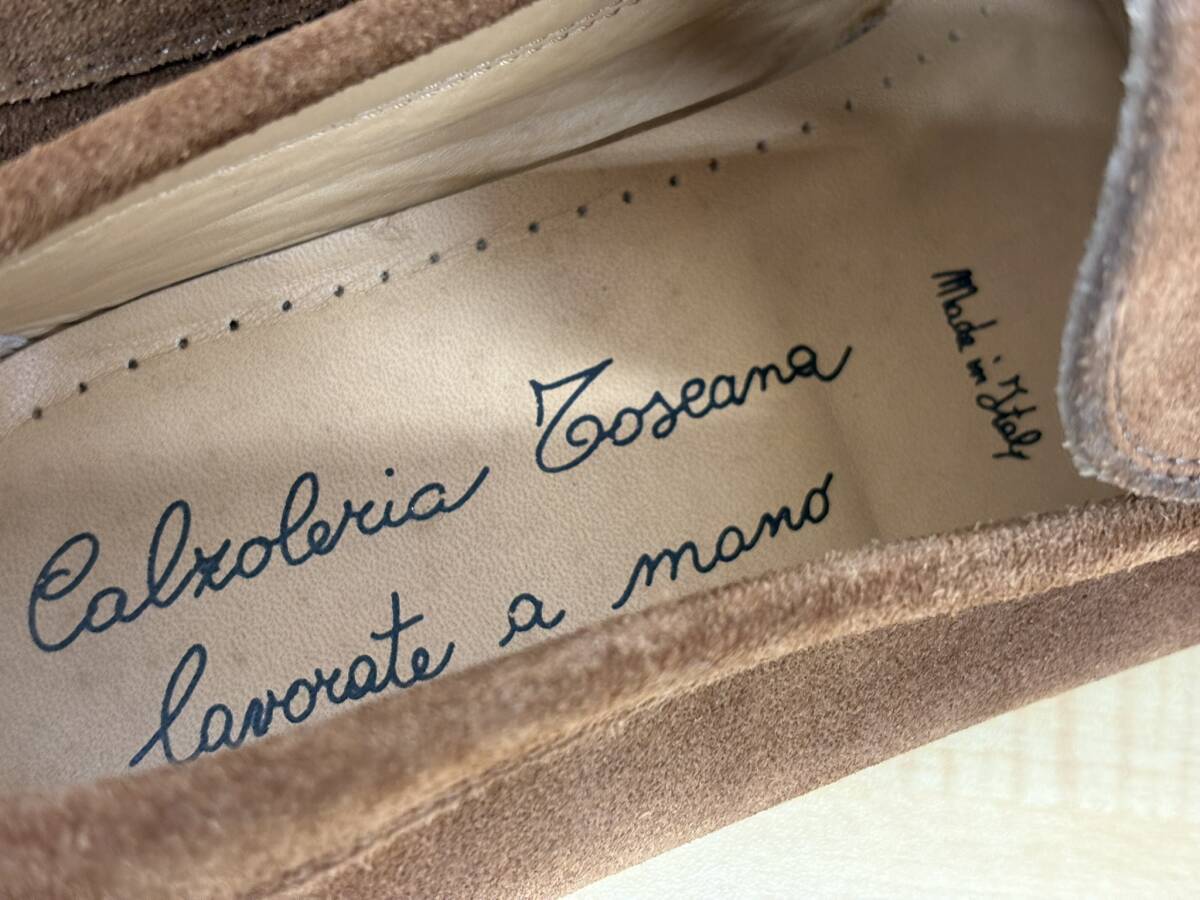 Calzoleria Toscana
lavorate a mano
Made in Italy